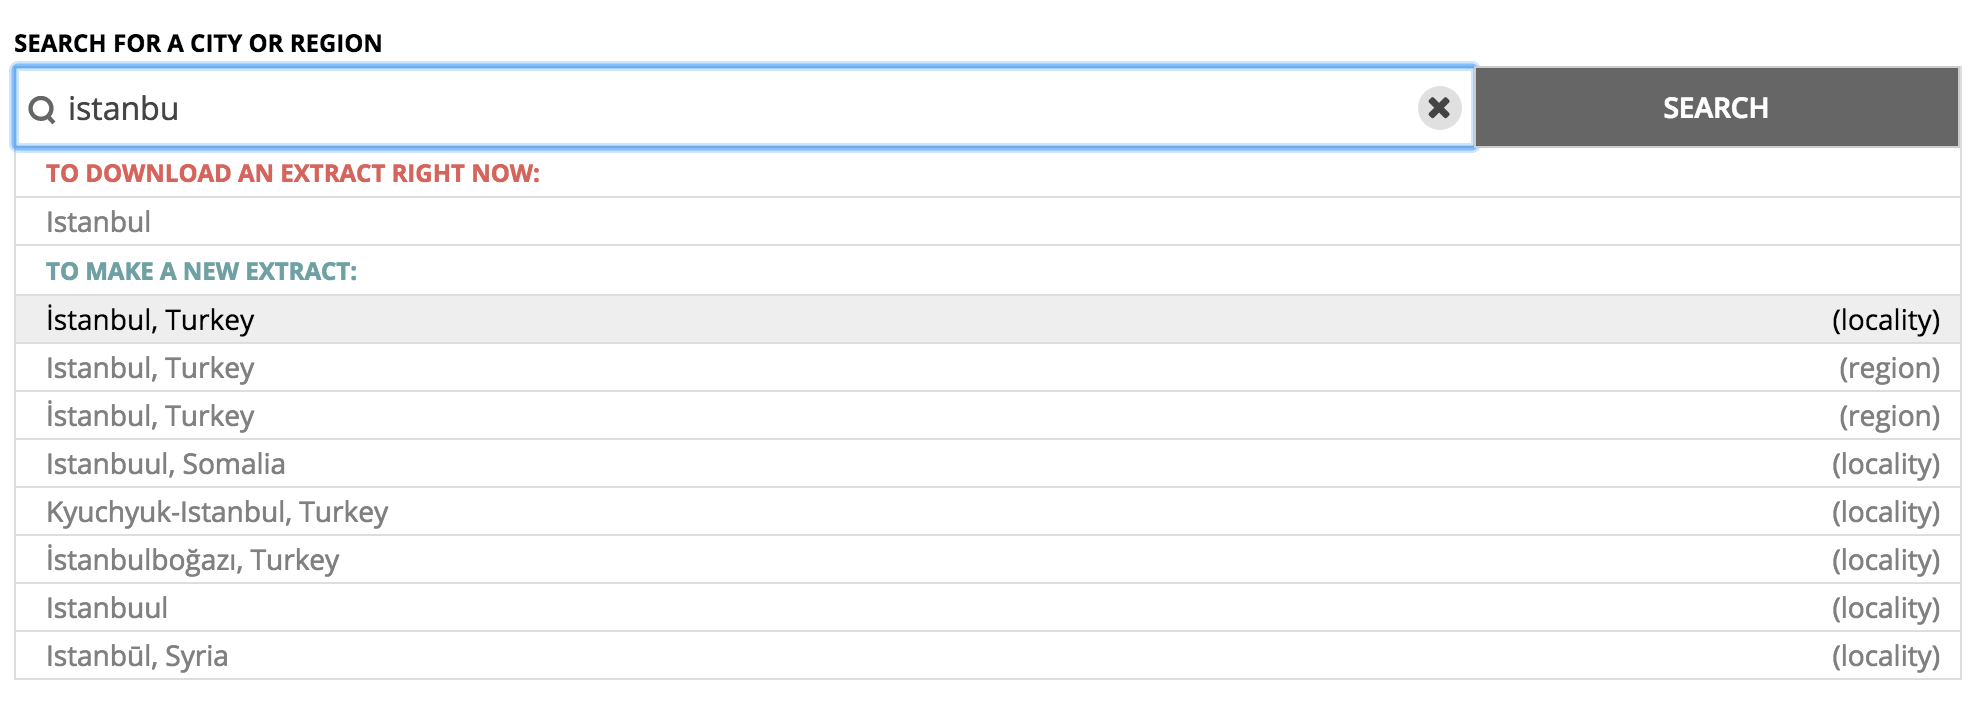 SEARCH FOR A CITY OR REGION
istanbu
SEARCH
TO DOWNLOAD AN EXTRACT RIGHT NOW:
Istanbul
TO MAKE A NEW EXTRACT:
İstanbul, Turkey (locality)
Istanbul, Turkey (region)
İstanbul, Turkey (region)
Istanbuul, Somalia (locality)
Kyuchyuk-Istanbul, Turkey (locality)
İstanbulboğazı, Turkey (locality)
Istanbuul (locality)
Istanbūl, Syria (locality)